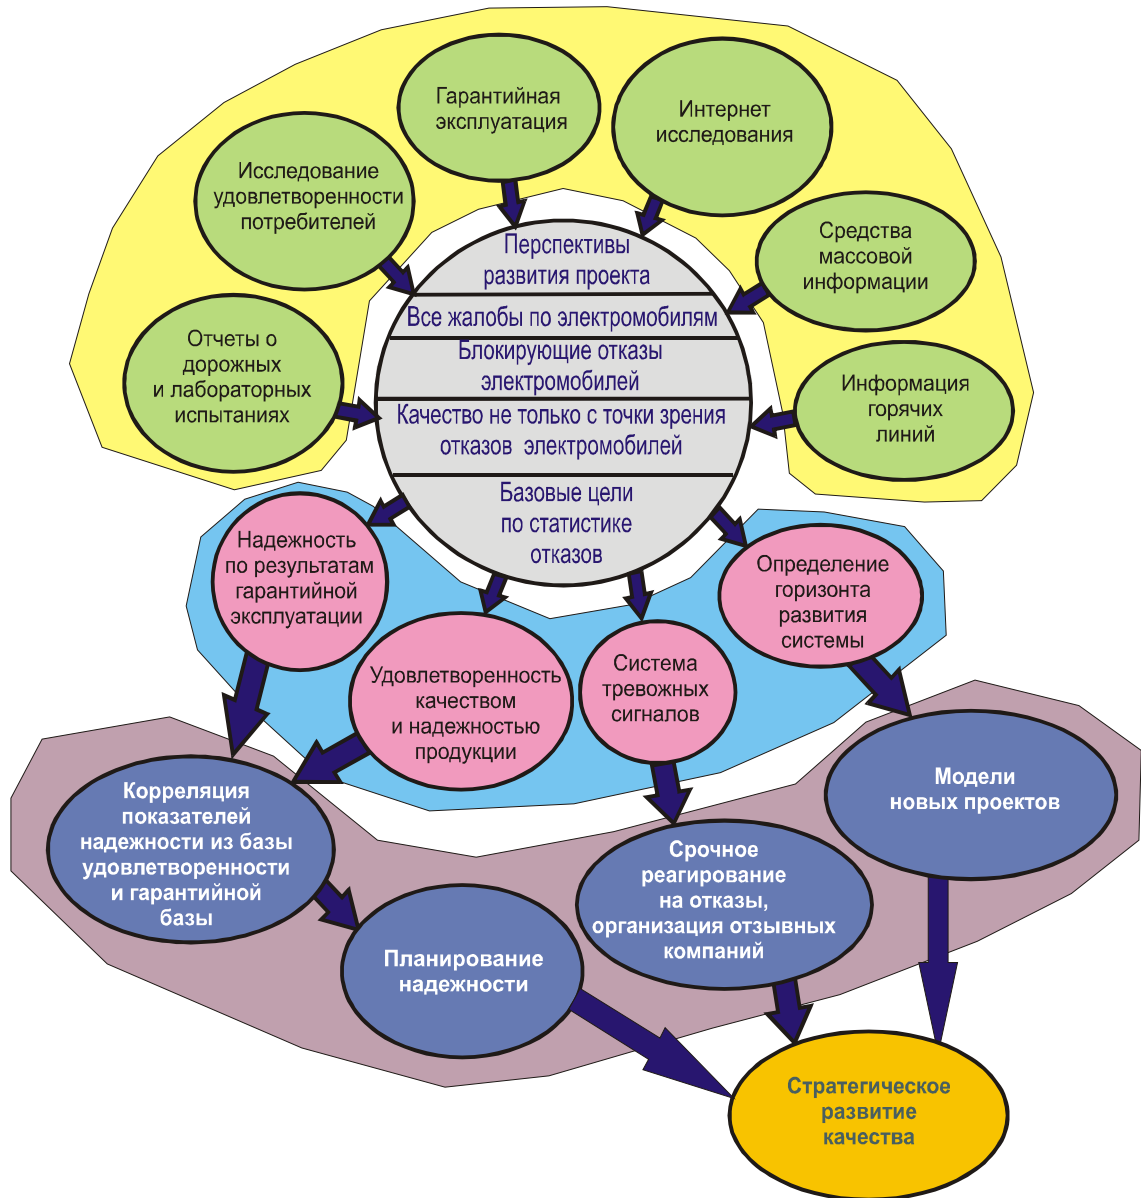 Гарантийная
эксплуатация
Интернет
исследования
Исследование
удовлетворенности
потребителей
Средства
массовой
информации
Отчеты о
дорожных
и лабораторных
испытаниях
Информация
горячих
линий
Перспективы
развития проекта
Все жалобы по электромобилям
Блокирующие отказы
электромобилей
Качество не только с точки зрения
отказов электромобилей
Базовые цели
по статистике
отказов
Надежность
по результатам
гарантийной
эксплуатации
Удовлетворенность
качеством
и надежностью
продукции
Система
тревожных
сигналов
Определение
горизонта
развития
системы
Корреляция
показателей
надежности из базы
удовлетворенности
и гарантийной
базы
Планирование
надежности
Срочное
реагирование
на отказы,
организация отзывных
компаний
Модели
новых проектов
Стратегическое
развитие
качества